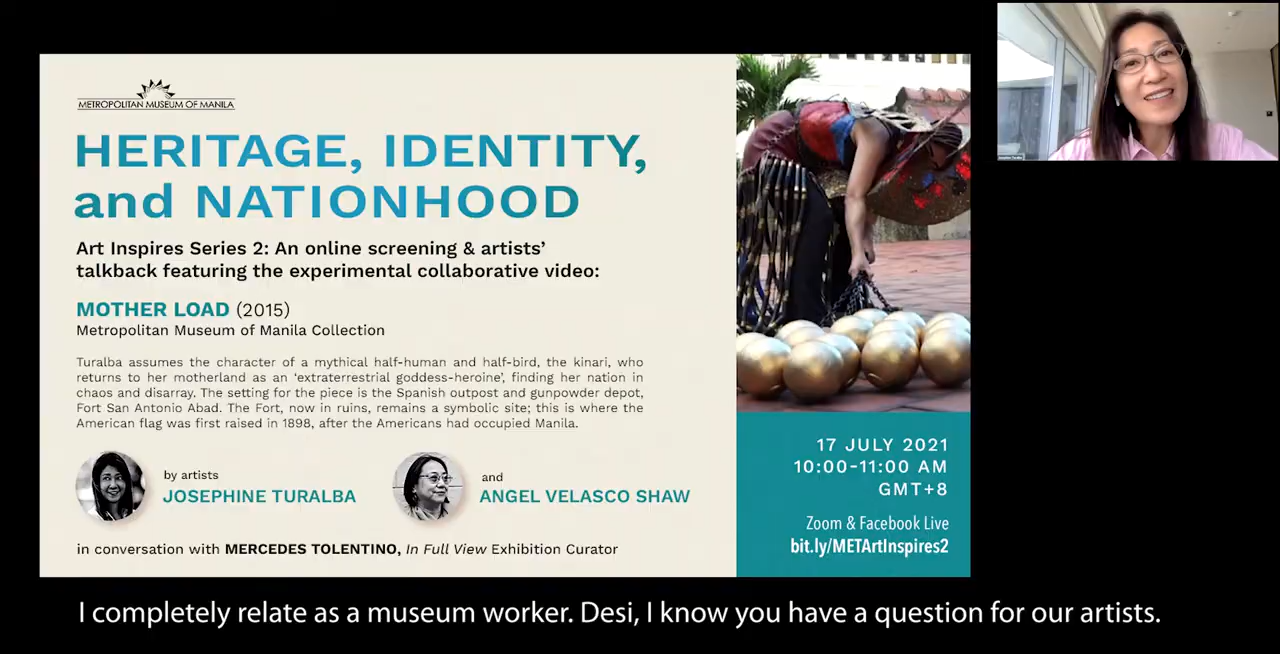 METROPOLITAN MUSEUM OF MANILA
HERITAGE, IDENTITY,
and NATIONHOOD
Art Inspires Series 2: An online screening & artists'
talkback featuring the experimental collaborative video:
MOTHER LOAD (2015)
Metropolitan Museum of Manila Collection
Turalba assumes the character of a mythical half-human and half-bird, the kinari, who
returns to her motherland as an 'extraterrestrial goddess-heroine', finding her nation in
chaos and disarray. The setting for the piece is the Spanish outpost and gunpowder depot,
Fort San Antonio Abad. The Fort, now in ruins, remains a symbolic site; this is where the
American flag was first raised in 1898, after the Americans had occupied Manila.
by artists
JOSEPHINE TURALBA
and
ANGEL VELASCO SHAW
in conversation with MERCEDES TOLENTINO, In Full View Exhibition Curator
17 JULY 2021
10:00-11:00 AM
GMT+8
Zoom & Facebook Live
bit.ly/METArtInspires2
I completely relate as a museum worker. Desi, I know you have a question for our artists.